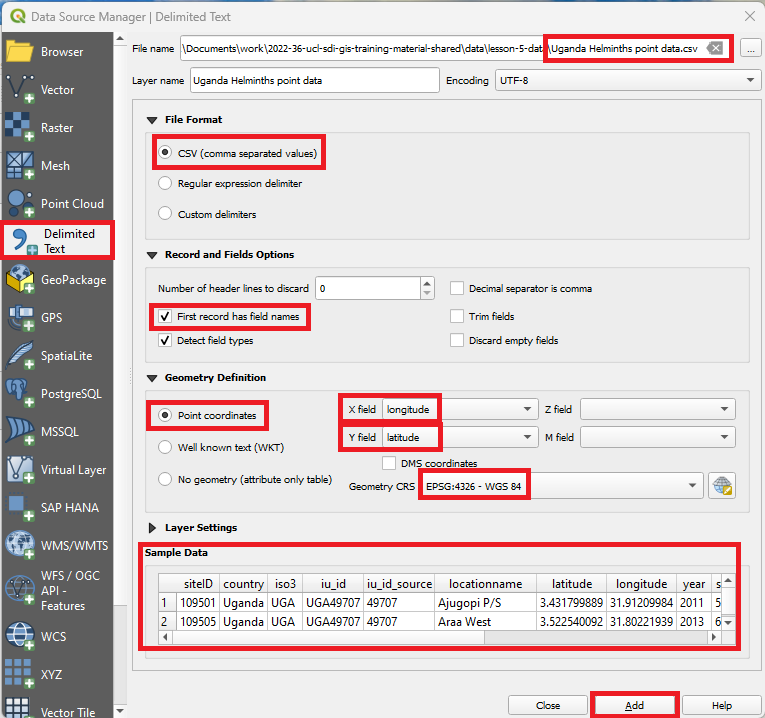 Data Source Manager | Delimited Text
Browser
Vector
Raster
Mesh
Point Cloud
Delimited
Text
GeoPackage
GPS
SpatiaLite
PostgreSQL
MSSQL
Virtual Layer
SAP HANA
WMS/WMTS
WFS / OGC
API -
Features
WCS
XYZ
Vector Tile
File name \Documents\work\2022-36-ucl-sdi-gis-training-material-shared\data\lesson-5-data\Uganda Helminths point data.csv ...
Layer name Uganda Helminths point data Encoding UTF-8
File Format
CSV (comma separated values)
Regular expression delimiter
Custom delimiters
Record and Fields Options
Number of header lines to discard 0 Decimal separator is comma
First record has field names Trim fields
Detect field types Discard empty fields
Geometry Definition
Point coordinates X field longitude Z field
Y field latitude M field
Well known text (WKT)
DMS coordinates
No geometry (attribute only table)
Geometry CRS EPSG:4326 - WGS 84
Layer Settings
Sample Data
siteID country iso3 iu_id iu_id_source locationname latitude longitude year s
1 109501 Uganda UGA UGA49707 49707 Ajugopi P/S 3.431799889 31.91209984 2011 5
2 109505 Uganda UGA UGA49707 49707 Araa West 3.522540092 31.80221939 2013 6
Close Add Help